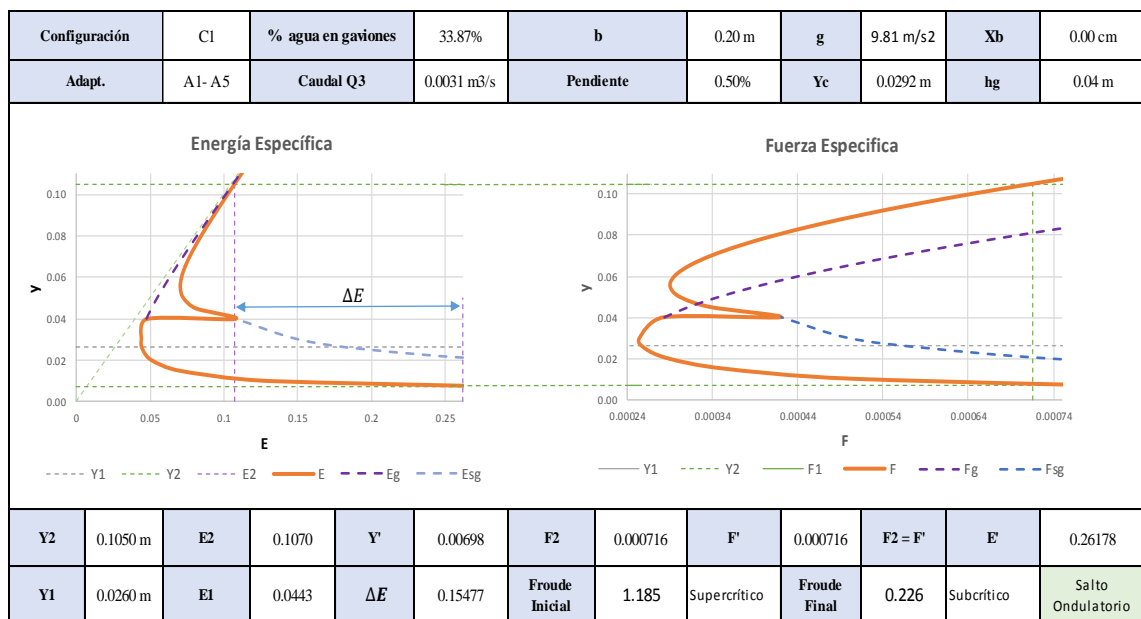 Configuración C1 % agua en gaviones 33.87% b 0.20 m g 9.81 m/s2 Xb 0.00 cm
Adapt. A1- A5 Caudal Q3 0.0031 m3/s Pendiente 0.50% Yc 0.0292 m hg 0.04 m
Energía Específica
0.10
0.08
0.06
0.04
0.02
0.00
y
ΔE
0 0.05 0.1 0.15 0.2 0.25
E
Y1 Y2 E2 E Eg Esg
Fuerza Especifica
0.10
0.08
0.06
0.04
0.02
0.00
y
0.00024 0.00034 0.00044 0.00054 0.00064 0.00074
F
Y1 Y2 F1 F Fg Fsg
Y2 0.1050 m E2 0.1070 Y' 0.00698 F2 0.000716 F' 0.000716 F2 = F' E' 0.26178
Y1 0.0260 m E1 0.0443 ΔE 0.15477 Froude Inicial 1.185 Supercrítico Froude Final 0.226 Subcrítico Salto Ondulatorio